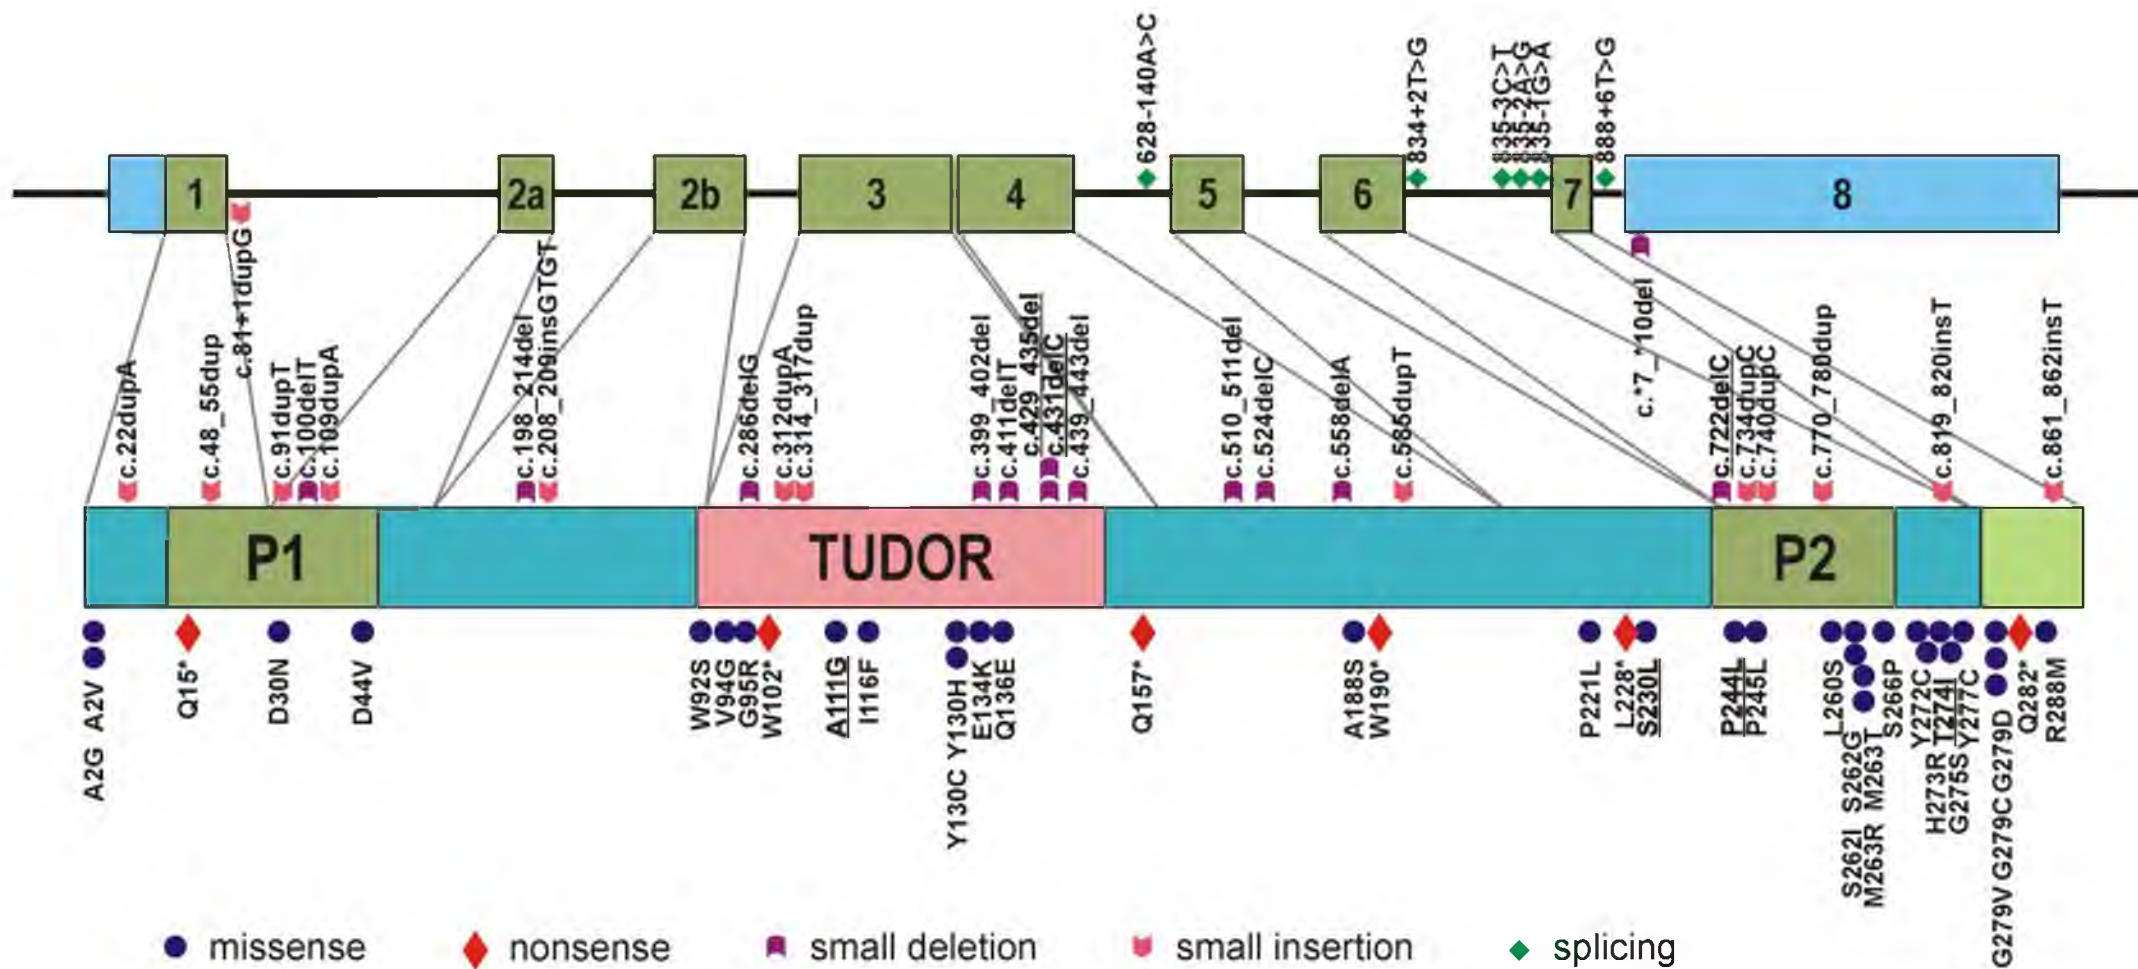 628-140A>C
834+2T>G
835-3C>T
835-2A>G
835-1G>A
888+6T>G
1
2a
2b
3
4
5
6
7
8
c.22dupA
c.48_55dup
c.81+1dupG
c.91dupT
c.100delT
c.109dupA
c.198_214del
c.208_209insGTGT
c.286delG
c.312dupA
c.314_317dup
c.399_402del
c.411delT
c.429_435del
c.431delC
c.439_443del
c.510_511del
c.524delC
c.558delA
c.585dupT
c.*7_*10del
c.722delC
c.734dupC
c.740dupC
c.770_780dup
c.819_820insT
c.861_862insT
P1
TUDOR
P2
A2G A2V
Q15*
D30N
D44V
W92S
V94G
G95R
W102*
A111G
I116F
Y130C Y130H
E134K
Q136E
Q157*
A188S
W190*
P221L
L228*
S230L
P244L
P245L
L260S
S262I S262G
M263R M263T
S266P
Y272C
H273R T274I
G275S Y277C
G279V G279C G279D
Q282*
R288M
missense
nonsense
small deletion
small insertion
splicing